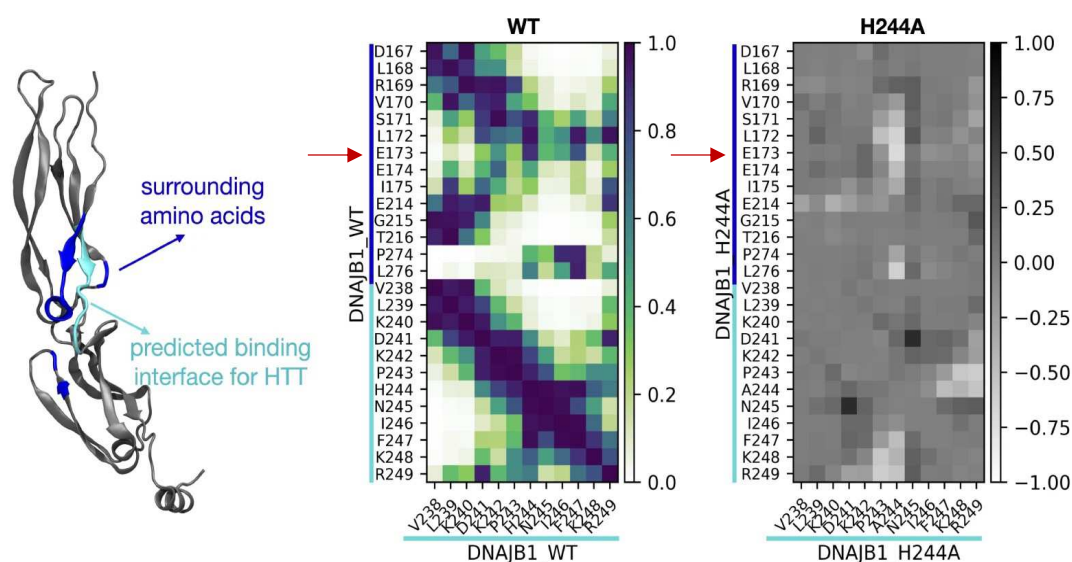 surrounding
amino acids
predicted binding
interface for HTT
WT
DNAJB1_WT
D167
L168
R169
V170
S171
L172
E173
E174
I175
E214
G215
T216
P274
L276
V238
L239
K240
D241
K242
P243
H244
N245
I246
F247
K248
R249
V238
L239
K240
D241
K242
P243
H244
N245
I246
F247
K248
R249
DNAJB1 WT
1.0
0.8
0.6
0.4
0.2
0.0
H244A
DNAJB1 H244A
D167
L168
R169
V170
S171
L172
E173
E174
I175
E214
G215
T216
P274
L276
V238
L239
K240
D241
K242
P243
A244
N245
I246
F247
K248
R249
V238
L239
K240
D241
K242
P243
A244
N245
I246
F247
K248
R249
DNAJB1 H244A
1.00
0.75
0.50
0.25
0.00
−0.25
−0.50
−0.75
−1.00